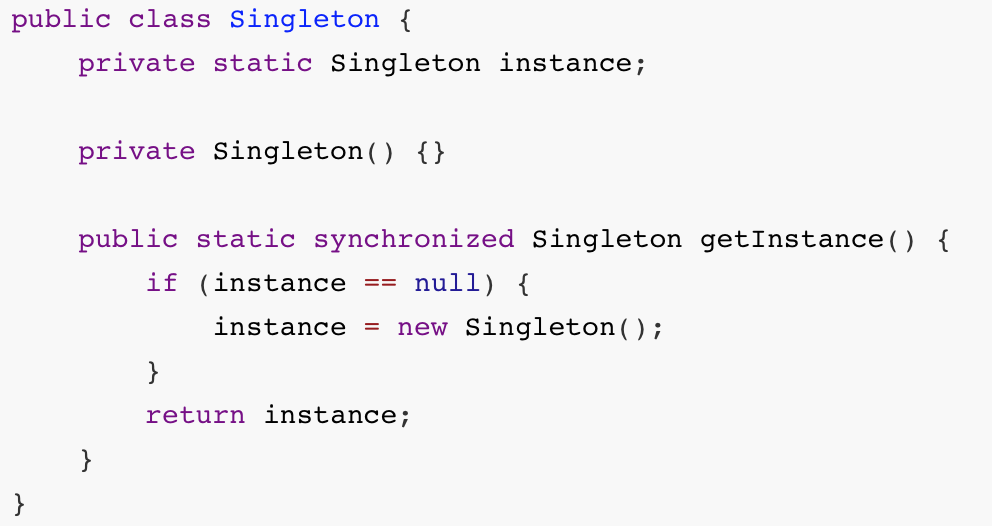 public class Singleton {
    private static Singleton instance;

    private Singleton() {}

    public static synchronized Singleton getInstance() {
        if (instance == null) {
            instance = new Singleton();
        }
        return instance;
    }
}